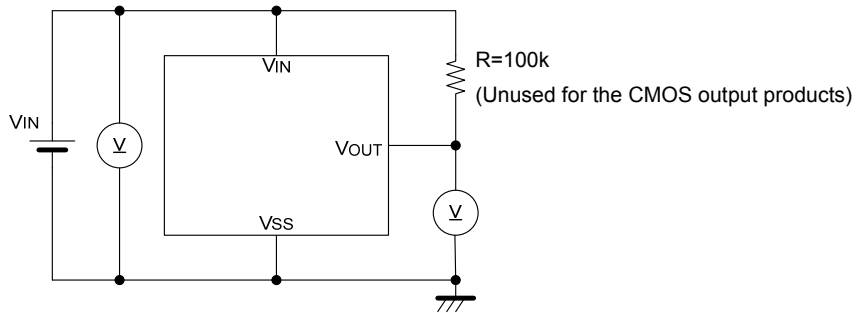 VIN
R=100k
(Unused for the CMOS output products)
VIN
V
VOUT
V
VSS